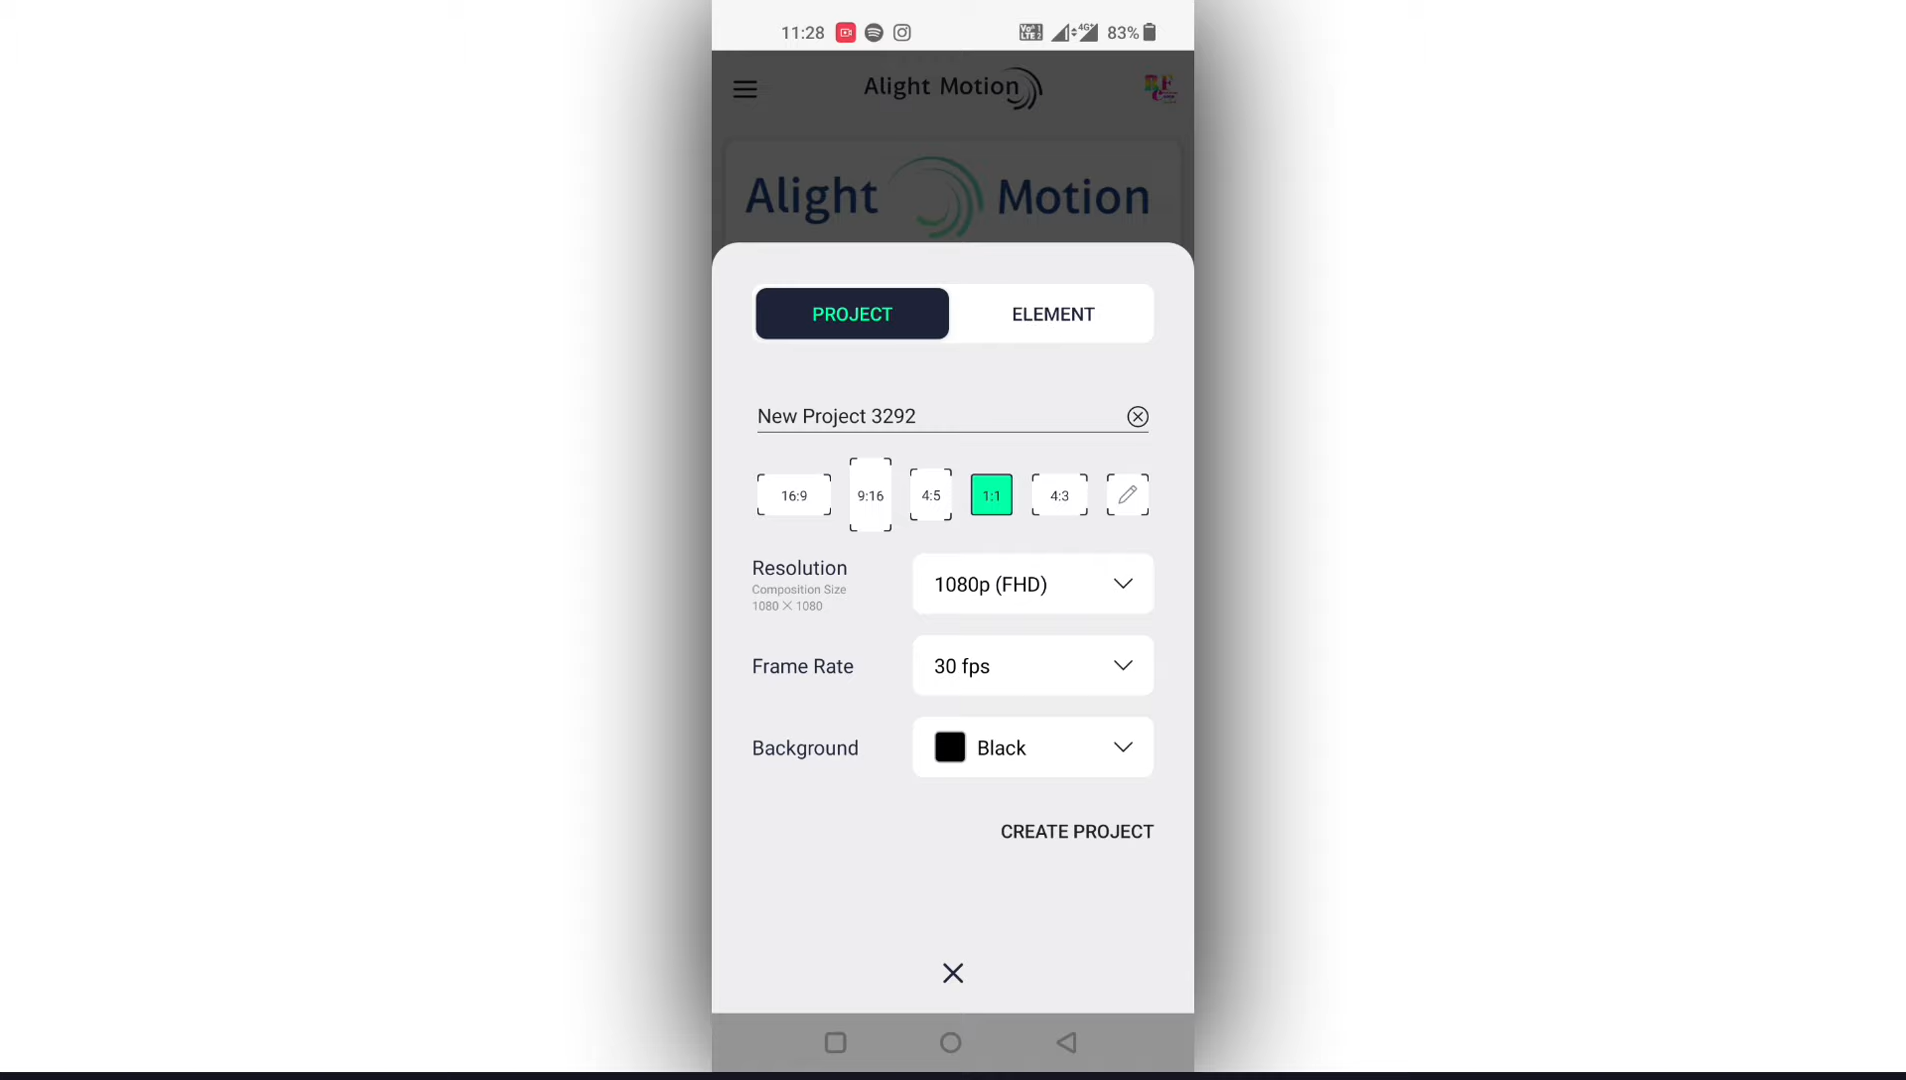 11:28
4G+
83%
Alight Motion
Alight Motion
PROJECT
ELEMENT
New Project 3292
16:9
9:16
4:5
1:1
4:3
Resolution
Composition Size
1080 × 1080
1080p (FHD)
Frame Rate
30 fps
Background
Black
CREATE PROJECT